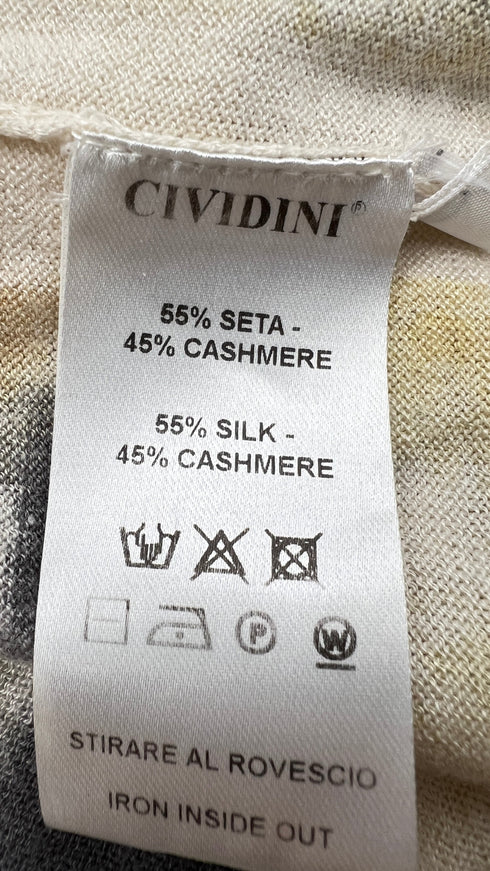 CIVIDINI®
55% SETA -
45% CASHMERE
55% SILK -
45% CASHMERE
P W
STIRARE AL ROVESCIO
IRON INSIDE OUT